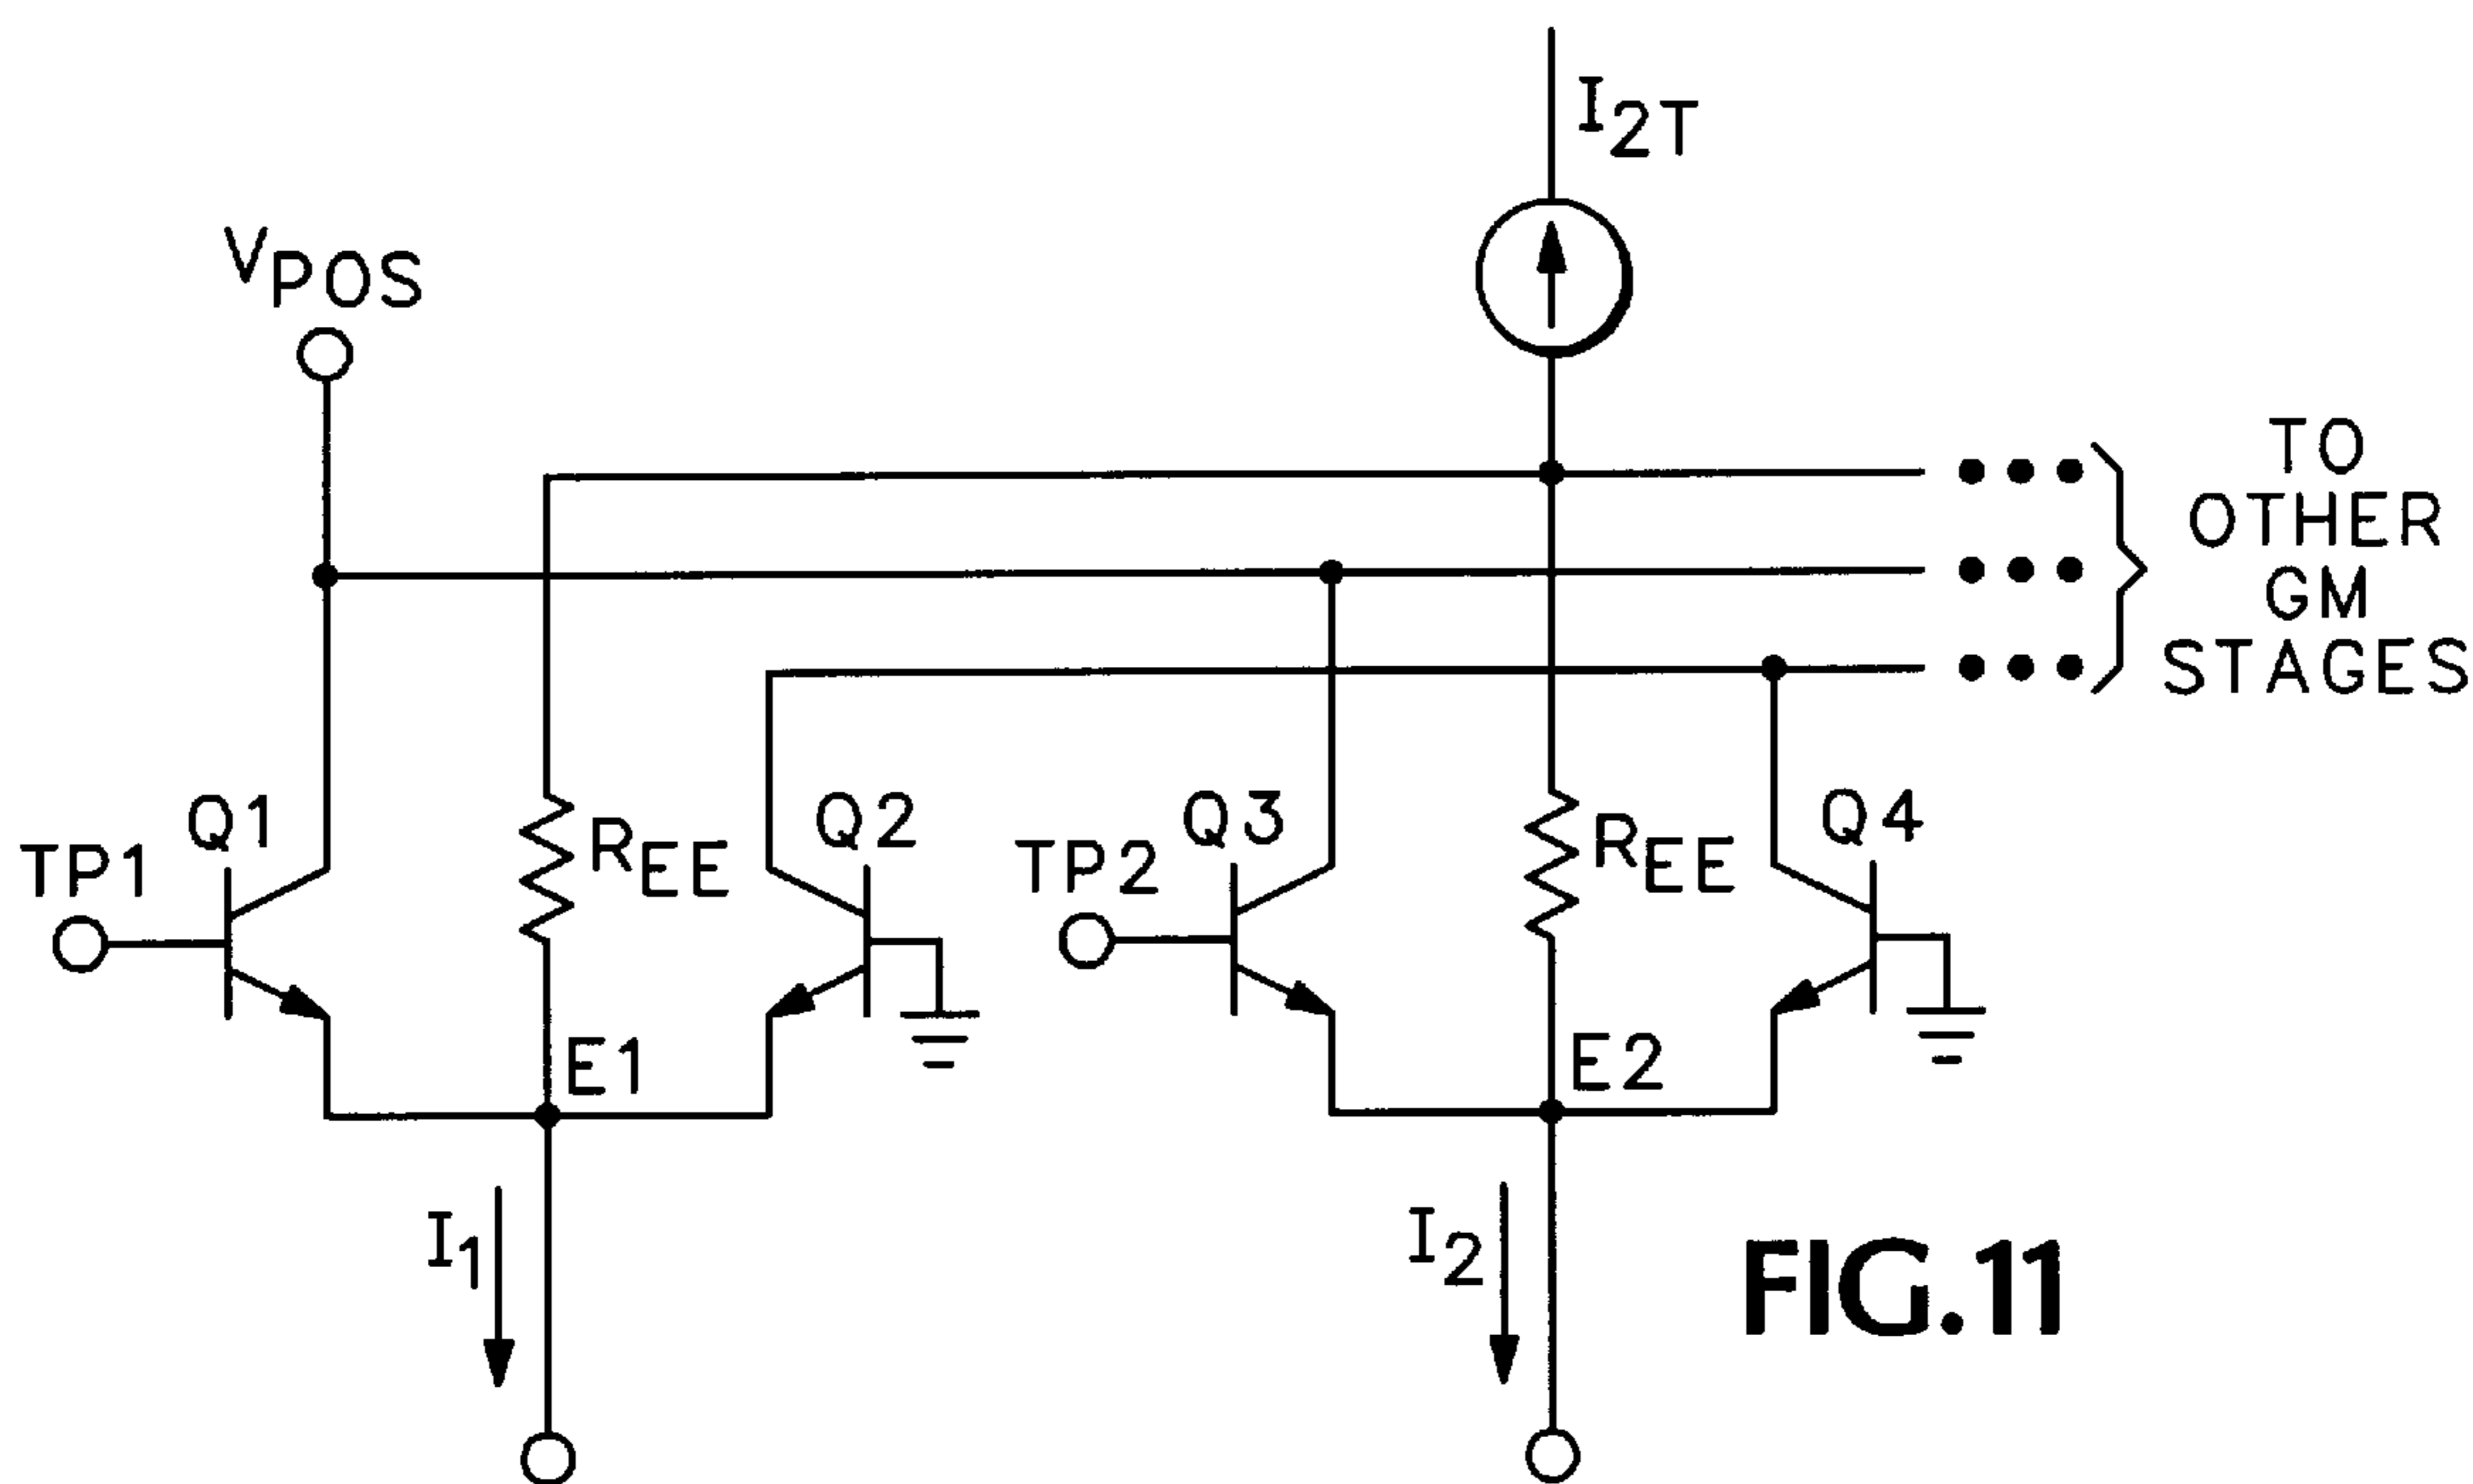 I2T
VPOS
TO
OTHER
GM
STAGES
Q1
REE
Q2
Q3
REE
Q4
TP1
TP2
E1
E2
I1
I2
FIG.11